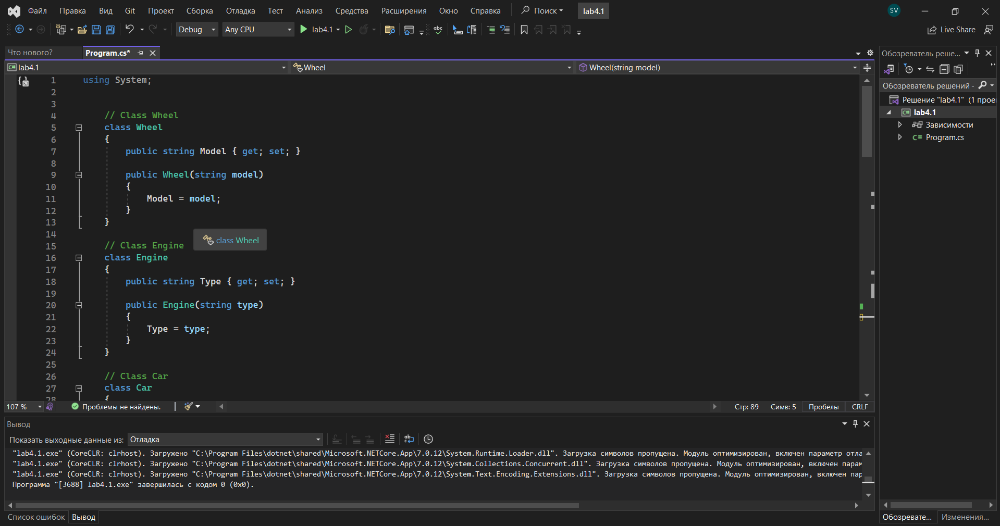 Файл Правка Вид Git Проект Сборка Отладка Тест Анализ Средства Расширения Окно Справка Поиск lab4.1 SV
Debug Any CPU lab4.1 Live Share
Что нового? Program.cs*
lab4.1 Wheel Wheel(string model)
1 using System;
2
3
4 // Class Wheel
5 class Wheel
6 {
7 public string Model { get; set; }
8
9 public Wheel(string model)
10 {
11 Model = model;
12 }
13 }
14
class Wheel
15 // Class Engine
16 class Engine
17 {
18 public string Type { get; set; }
19
20 public Engine(string type)
21 {
22 Type = type;
23 }
24 }
25
26 // Class Car
27 class Car
28 {
107 % Проблемы не найдены. Стр: 89 Симв: 5 Пробелы CRLF
Вывод
Показать выходные данные из: Отладка
"lab4.1.exe" (CoreCLR: clrhost). Загружено "C:\Program Files\dotnet\shared\Microsoft.NETCore.App\7.0.12\System.Runtime.Loader.dll". Загрузка символов пропущена. Модуль оптимизирован, включен параметр отла
"lab4.1.exe" (CoreCLR: clrhost). Загружено "C:\Program Files\dotnet\shared\Microsoft.NETCore.App\7.0.12\System.Collections.Concurrent.dll". Загрузка символов пропущена. Модуль оптимизирован, включен парам
"lab4.1.exe" (CoreCLR: clrhost). Загружено "C:\Program Files\dotnet\shared\Microsoft.NETCore.App\7.0.12\System.Text.Encoding.Extensions.dll". Загрузка символов пропущена. Модуль оптимизирован, включен пар
Программа "[3688] lab4.1.exe" завершилась с кодом 0 (0x0).
Список ошибок Вывод
Обозреватель реше...
Обозреватель решений -
Решение "lab4.1" (1 прое
lab4.1
Зависимости
C# Program.cs
Обозревате... Изменения...